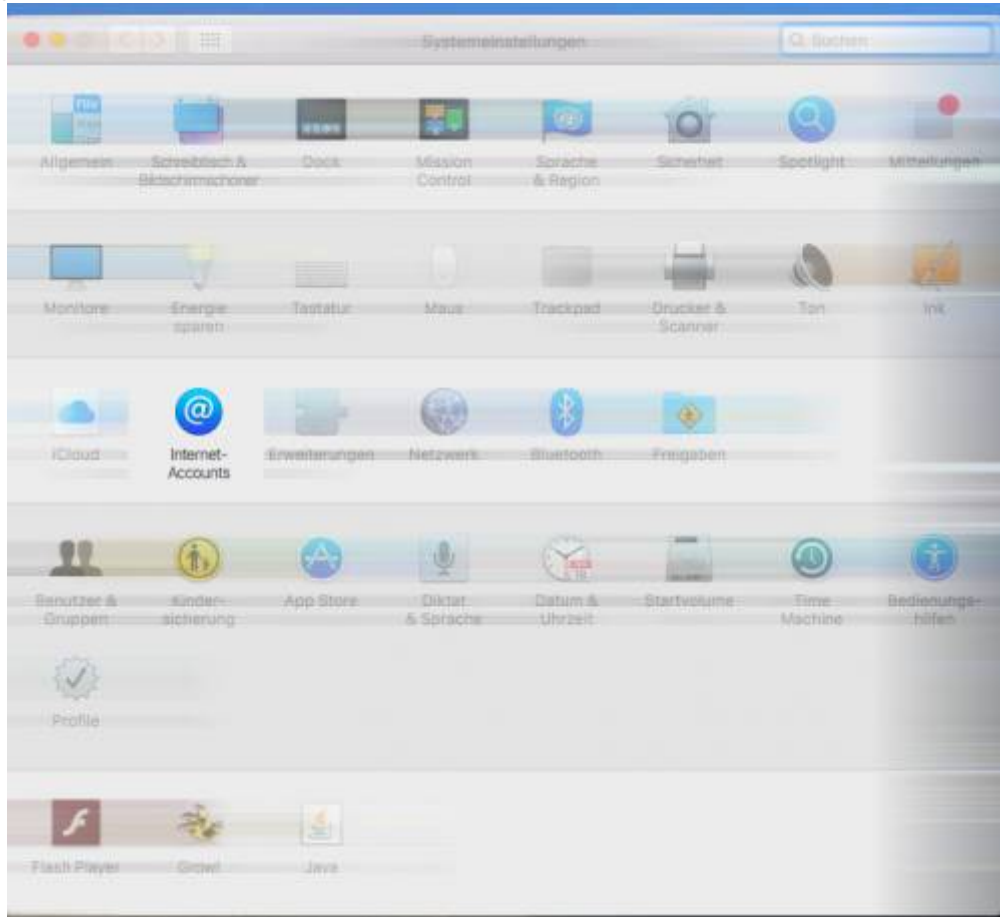 Systemeinstellungen
Suchen
Allgemein
Schreibtisch &
Bildschirmschoner
Dock
Mission
Control
Sprache
& Region
Sicherheit
Spotlight
Mitteilungen
Monitore
Energie
sparen
Tastatur
Maus
Trackpad
Drucker &
Scanner
Ton
Ink
iCloud
Internet-
Accounts
Erweiterungen
Netzwerk
Bluetooth
Freigaben
Benutzer &
Gruppen
Kinder-
sicherung
App Store
Diktat
& Sprache
Datum &
Uhrzeit
Startvolume
Time
Machine
Bedienungs-
hilfen
Profile
Flash Player
Growl
Java